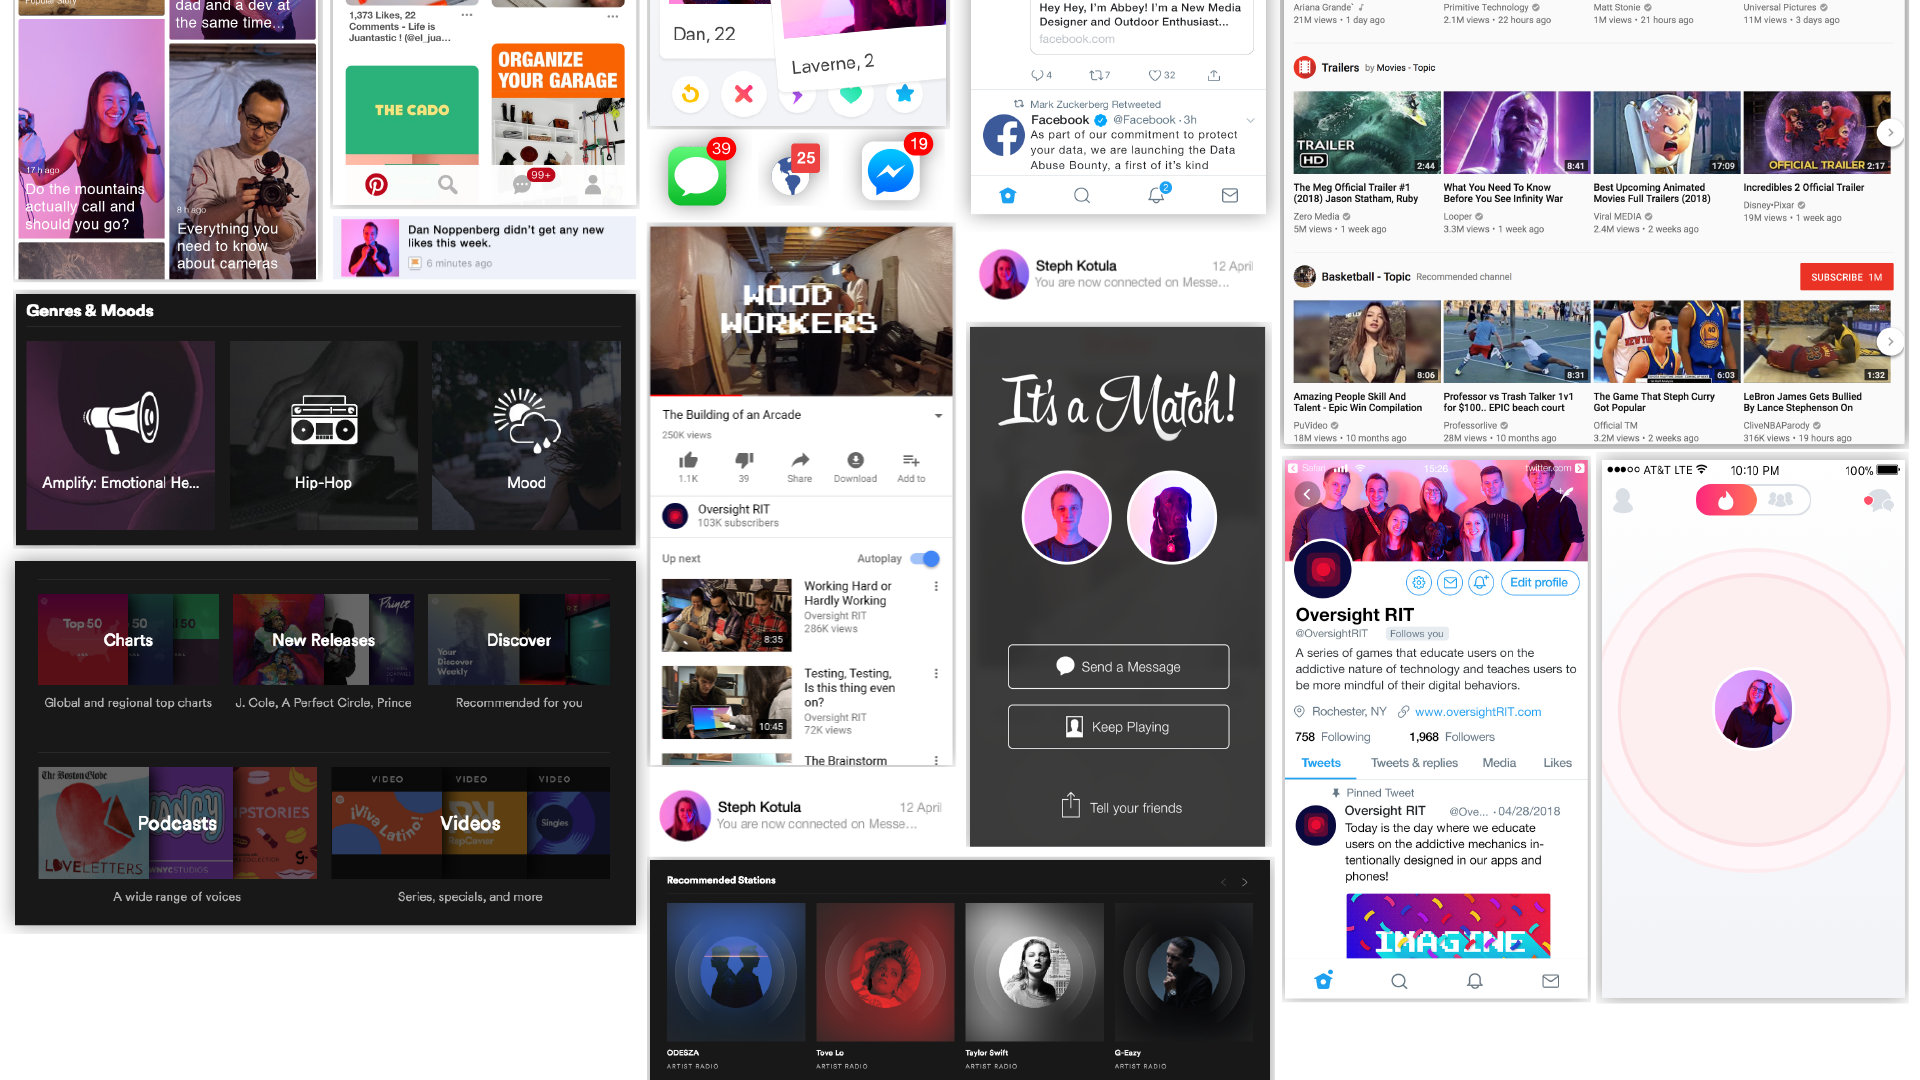 Popular Story
dad and a dev at
the same time...
17 h ago
Do the mountains
actually call and
should you go?
8 h ago
Everything you
need to know
about cameras
1,373 Likes, 22
Comments - Life is
Juantastic ! (@el_jua...
THE CADO
ORGANIZE
YOUR GARAGE
99+
Dan Noppenberg didn't get any new
likes this week.
6 minutes ago
Genres & Moods
Amplify: Emotional He...
Hip-Hop
Mood
Top 50
50
50
Prince
Charts
New Releases
Discover
Your
Discover
Weekly
Global and regional top charts
J. Cole, A Perfect Circle, Prince
Recommended for you
The Boston Globe
LOVELETTERS
WNYCSTUDIOS
IPSTORIES
Podcasts
VIDEO
VIDEO
VIDEO
¡Viva Latino!
RapCaviar
Singles
Videos
A wide range of voices
Series, specials, and more
Dan, 22
Laverne, 2
39
25
19
WOOD
WORKERS
The Building of an Arcade
250K views
1.1K
39
Share
Download
Add to
Oversight RIT
103K subscribers
Up next
Autoplay
Working Hard or
Hardly Working
Oversight RIT
286K views
8:35
Testing, Testing,
Is this thing even
on?
Oversight RIT
72K views
10:45
The Brainstorm
Steph Kotula
12 April
You are now connected on Messe...
Recommended Stations
ODESZA
ARTIST RADIO
Tove Lo
ARTIST RADIO
Taylor Swift
ARTIST RADIO
G-Eazy
ARTIST RADIO
Hey Hey, I'm Abbey! I'm a New Media
Designer and Outdoor Enthusiast...
facebook.com
4
7
32
Mark Zuckerberg Retweeted
Facebook @Facebook · 3h
As part of our commitment to protect
your data, we are launching the Data
Abuse Bounty, a first of it's kind
2
Steph Kotula
12 April
You are now connected on Messe...
It's a Match!
Send a Message
Keep Playing
Tell your friends
Ariana Grande
21M views • 1 day ago
Primitive Technology
2.1M views • 22 hours ago
Matt Stonie
1M views • 21 hours ago
Universal Pictures
11M views • 3 days ago
Trailers by Movies - Topic
TRAILER
HD
2:44
8:41
17:09
OFFICIAL TRAILER 2:17
The Meg Official Trailer #1
(2018) Jason Statham, Ruby
Zero Media
5M views • 1 week ago
What You Need To Know
Before You See Infinity War
Looper
3.3M views • 1 week ago
Best Upcoming Animated
Movies Full Trailers (2018)
Viral MEDIA
2.4M views • 2 weeks ago
Incredibles 2 Official Trailer
Disney•Pixar
19M views • 1 week ago
Basketball - Topic Recommended channel
SUBSCRIBE 1M
8:06
8:31
NEW YO
40
6:03
1:32
Amazing People Skill And
Talent - Epic Win Compilation
PuVideo
18M views • 10 months ago
Professor vs Trash Talker 1v1
for $100.. EPIC beach court
Professorlive
28M views • 10 months ago
The Game That Steph Curry
Got Popular
Official TM
3.2M views • 2 weeks ago
LeBron James Gets Bullied
By Lance Stephenson On
CliveNBAParody
316K views • 19 hours ago
Safari
15:26
twitter.com
Edit profile
Oversight RIT
@OversightRIT Follows you
A series of games that educate users on the
addictive nature of technology and teaches users to
be more mindful of their digital behaviors.
Rochester, NY www.oversightRIT.com
758 Following 1,968 Followers
Tweets
Tweets & replies
Media
Likes
Pinned Tweet
Oversight RIT @Ove... · 04/28/2018
Today is the day where we educate
users on the addictive mechanics in-
tentionally designed in our apps and
phones!
IMAGINE
AT&T LTE
10:10 PM
100%